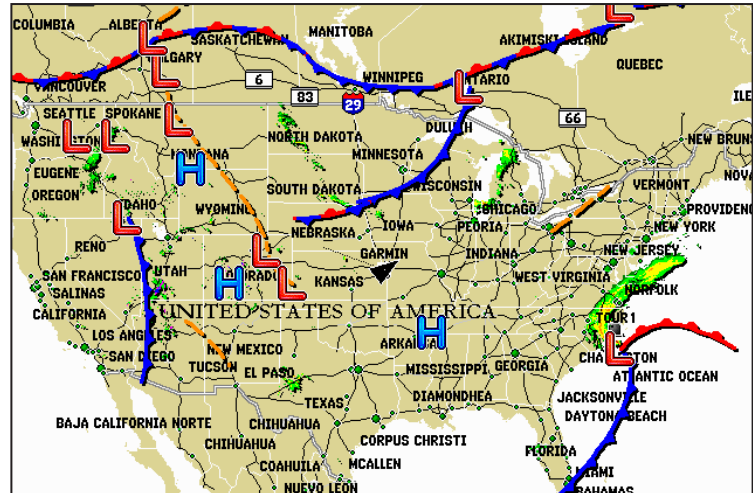 COLUMBIA
ALBERTA
MANITOBA
SASKATCHEWAN
AKIMISKI ISLAND
QUEBEC
CALGARY
6
WINNIPEG
ONTARIO
VANCOUVER
83
29
SEATTLE
SPOKANE
66
DULUTH
NORTH DAKOTA
WASHINGTON
NEW BRUNS
MONTANA
MINNESOTA
EUGENE
NOVA
OREGON
SOUTH DAKOTA
WISCONSIN
VERMONT
IDAHO
WYOMING
CHICAGO
PROVIDENC
IOWA
PEORIA
NEBRASKA
NEW YORK
RENO
GARMIN
INDIANA
NEW JERSEY
SAN FRANCISCO
UTAH
KANSAS
WEST VIRGINIA
SALINAS
NORFOLK
CALIFORNIA
UNITED STATES OF AMERICA
TOUR 1
LOS ANGELES
NEW MEXICO
SAN DIEGO
TUCSON
EL PASO
MISSISSIPPI
GEORGIA
ATLANTIC OCEAN
TEXAS
DIAMONDHEA
JACKSONVILLE
BAJA CALIFORNIA NORTE
CHIHUAHUA
DAYTONA BEACH
CHIHUAHUA
CORPUS CHRISTI
FLORIDA
COAHUILA
MCALLEN
MIAMI
NUEVO LEON
BAHAMAS
L
L
L
L
L
L
L
L
L
L
L
H
H
H